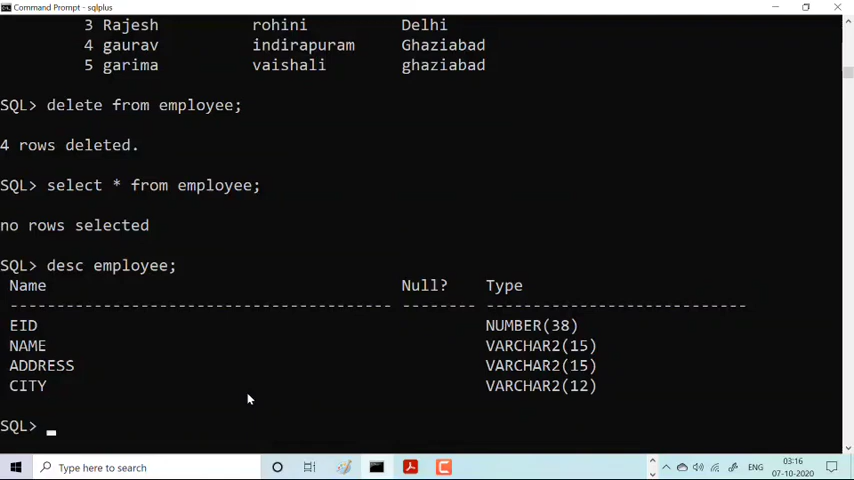 Command Prompt - sqlplus
3 Rajesh rohini Delhi
4 gaurav indirapuram Ghaziabad
5 garima vaishali ghaziabad
SQL> delete from employee;
4 rows deleted.
SQL> select * from employee;
no rows selected
SQL> desc employee;
Name Null? Type
----------------------------------------- -------- ----------------------------
EID NUMBER(38)
NAME VARCHAR2(15)
ADDRESS VARCHAR2(15)
CITY VARCHAR2(12)
SQL>
Type here to search
ENG
03:16
07-10-2020